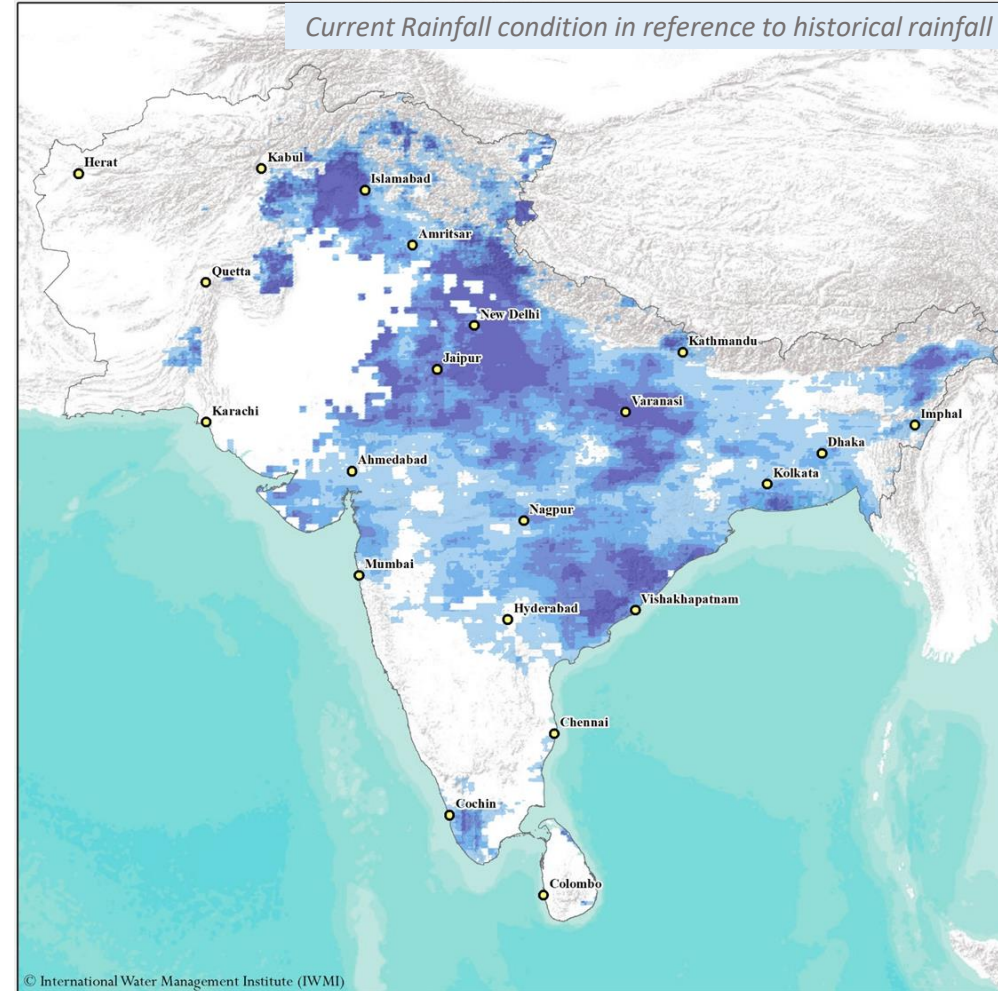 Current Rainfall condition in reference to historical rainfall
Herat
Kabul
Islamabad
Amritsar
Quetta
New Delhi
Kathmandu
Jaipur
Varanasi
Karachi
Imphal
Dhaka
Ahmedabad
Kolkata
Nagpur
Mumbai
Vishakhapatnam
Hyderabad
Chennai
Cochin
Colombo
© International Water Management Institute (IWMI)